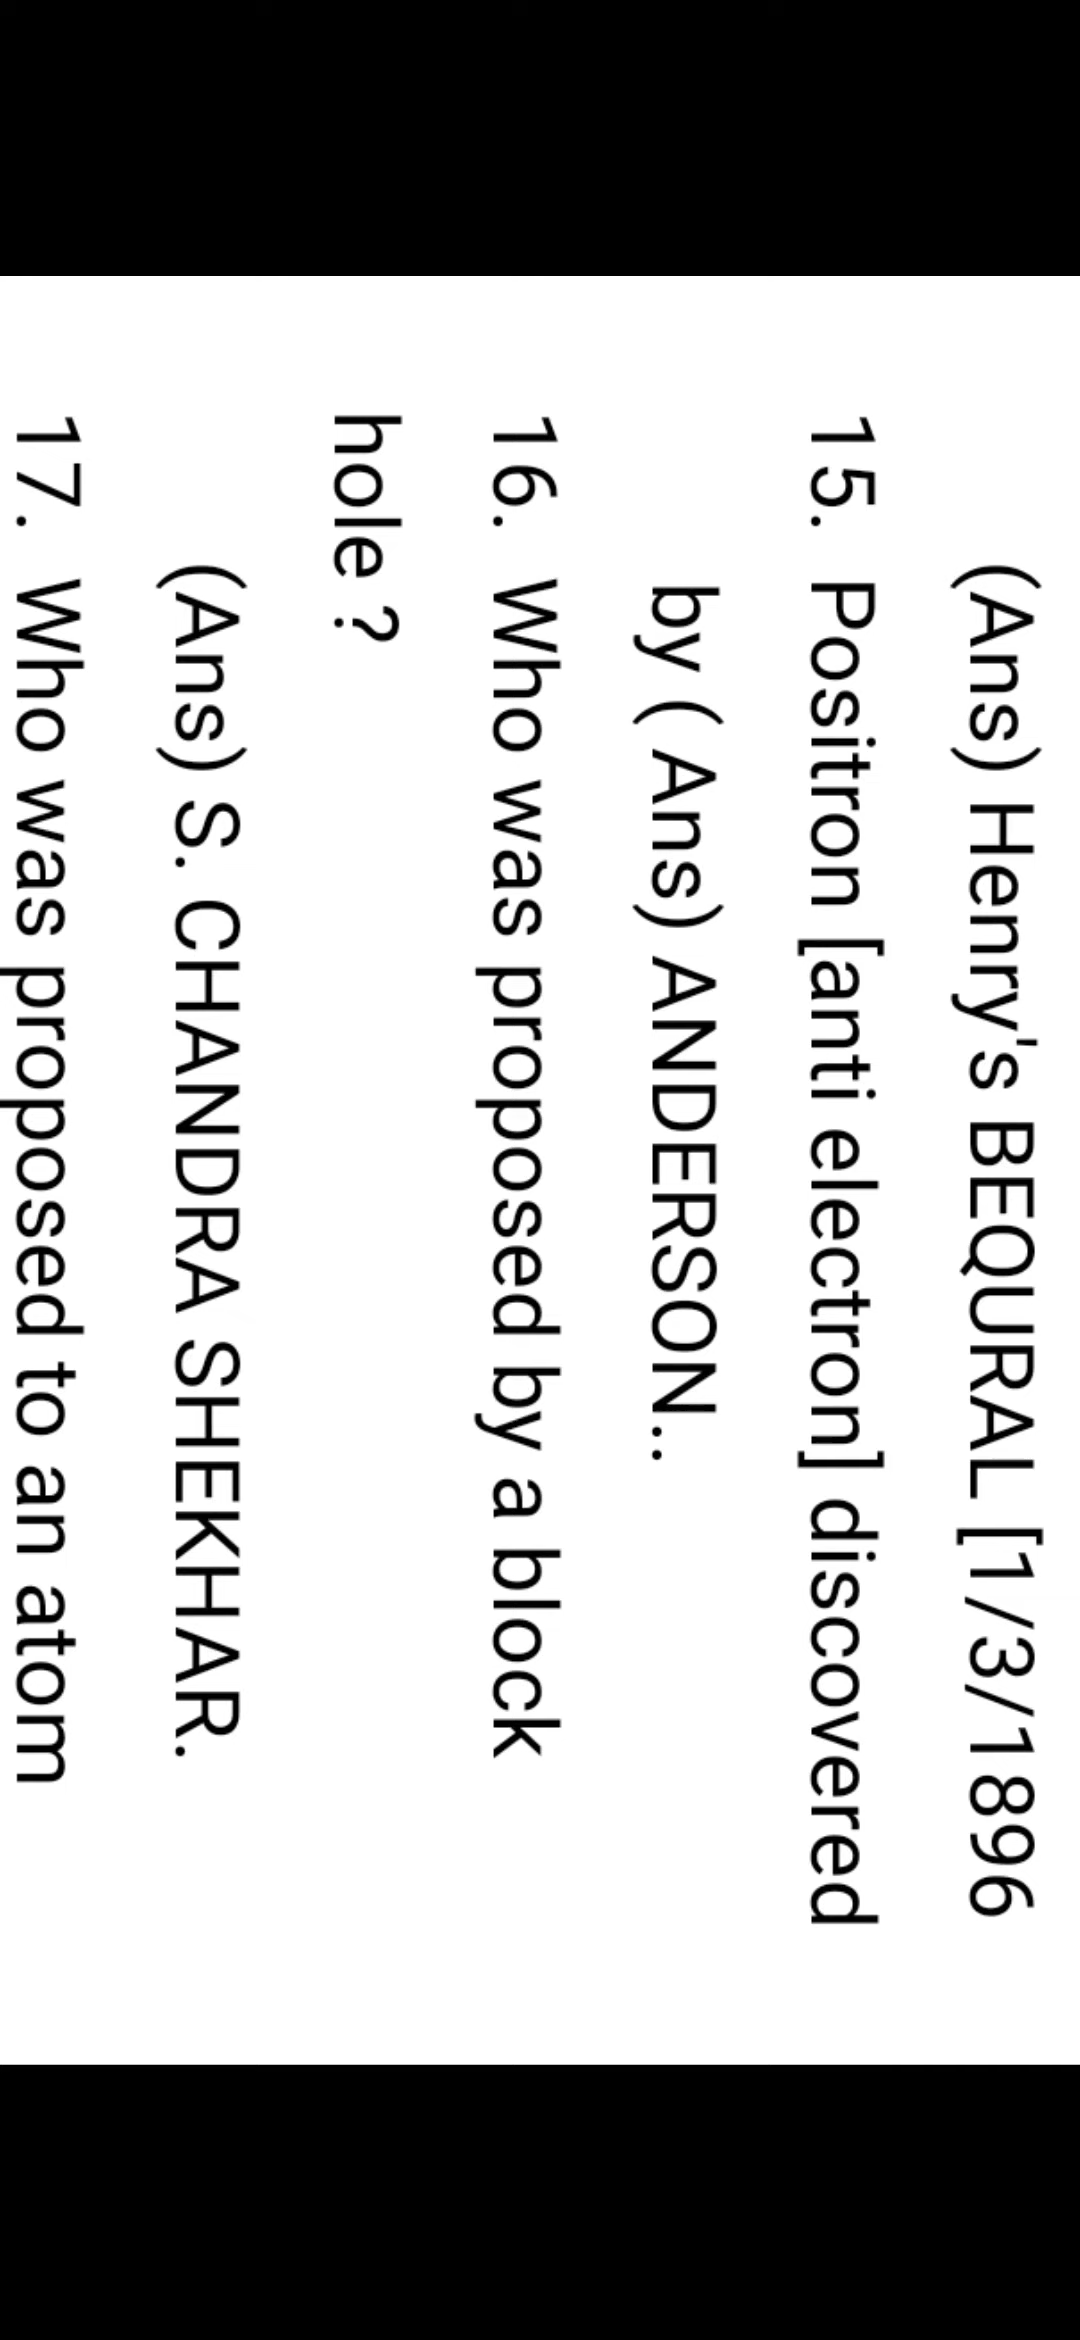 (Ans) Henry's BEQURAL [1/3/1896
15. Positron [anti electron] discovered
by ( Ans) ANDERSON..
16. Who was proposed by a block
hole ?
(Ans) S. CHANDRA SHEKHAR.
17. Who was proposed to an atom